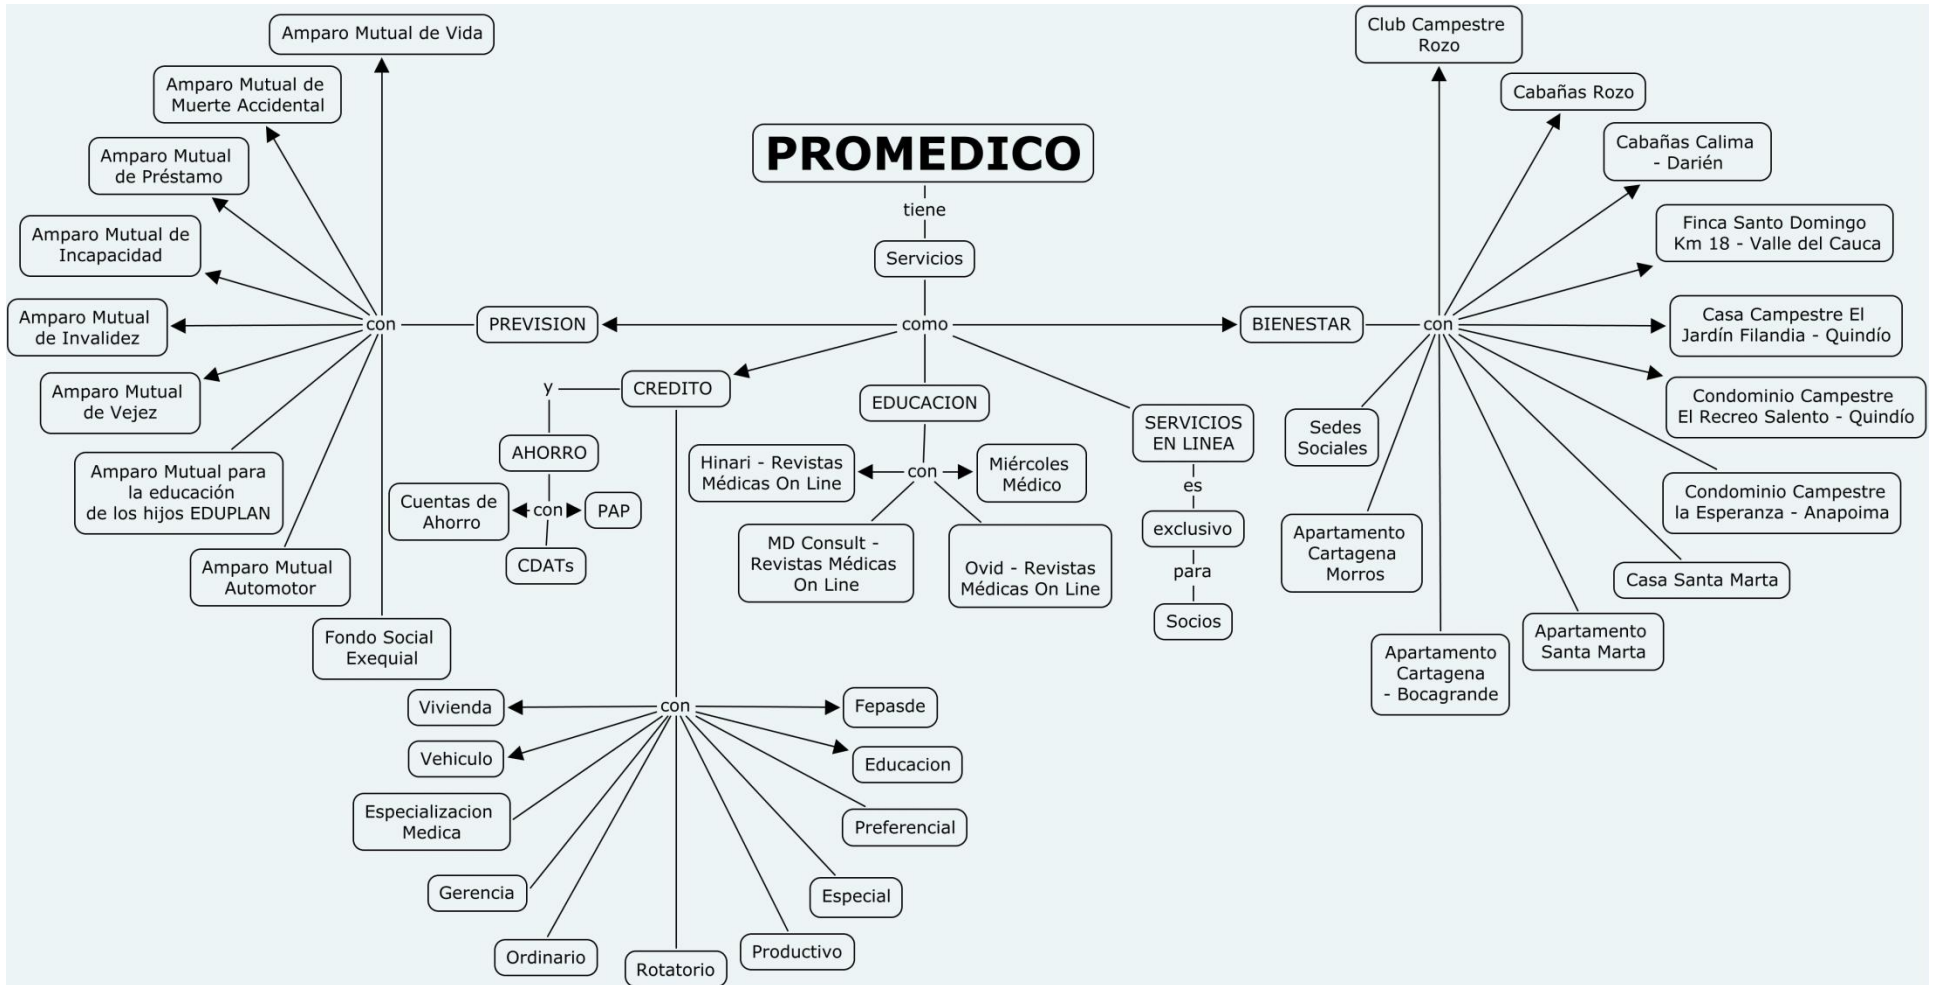 PROMEDICO
tiene
Servicios
como
PREVISION
con
Amparo Mutual de Vida
Amparo Mutual de
Muerte Accidental
Amparo Mutual
de Préstamo
Amparo Mutual de
Incapacidad
Amparo Mutual
de Invalidez
Amparo Mutual
de Vejez
Amparo Mutual para
la educación
de los hijos EDUPLAN
Amparo Mutual
Automotor
Fondo Social
Exequial
CREDITO
y
AHORRO
con
Cuentas de
Ahorro
PAP
CDATs
con
Vivienda
Vehiculo
Especializacion
Medica
Gerencia
Ordinario
Rotatorio
Productivo
Especial
Preferencial
Educacion
Fepasde
EDUCACION
con
Hinari - Revistas
Médicas On Line
Miércoles
Médico
MD Consult -
Revistas Médicas
On Line
Ovid - Revistas
Médicas On Line
SERVICIOS
EN LINEA
es
exclusivo
para
Socios
BIENESTAR
con
Club Campestre
Rozo
Cabañas Rozo
Cabañas Calima
- Darién
Finca Santo Domingo
Km 18 - Valle del Cauca
Casa Campestre El
Jardín Filandia - Quindío
Condominio Campestre
El Recreo Salento - Quindío
Condominio Campestre
la Esperanza - Anapoima
Casa Santa Marta
Apartamento
Santa Marta
Apartamento
Cartagena
- Bocagrande
Apartamento
Cartagena
Morros
Sedes
Sociales